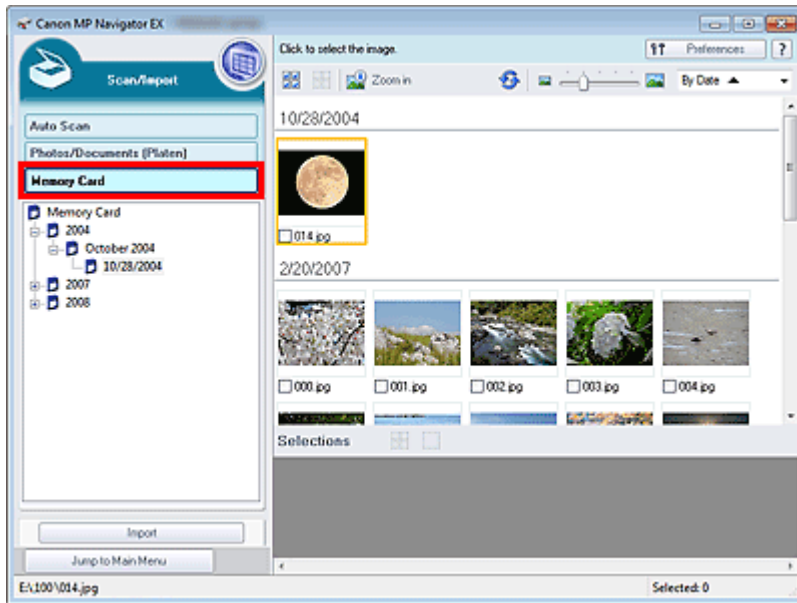 Canon MP Navigator EX
Scan/Import
Click to select the image.
Preferences
?
Zoom in
By Date
Auto Scan
Photos/Documents (Platen)
Memory Card
Memory Card
2004
October 2004
10/28/2004
2007
2008
10/28/2004
014.jpg
2/20/2007
000.jpg
001.jpg
002.jpg
003.jpg
004.jpg
Selections
Import
Jump to Main Menu
E:\100\014.jpg
Selected: 0